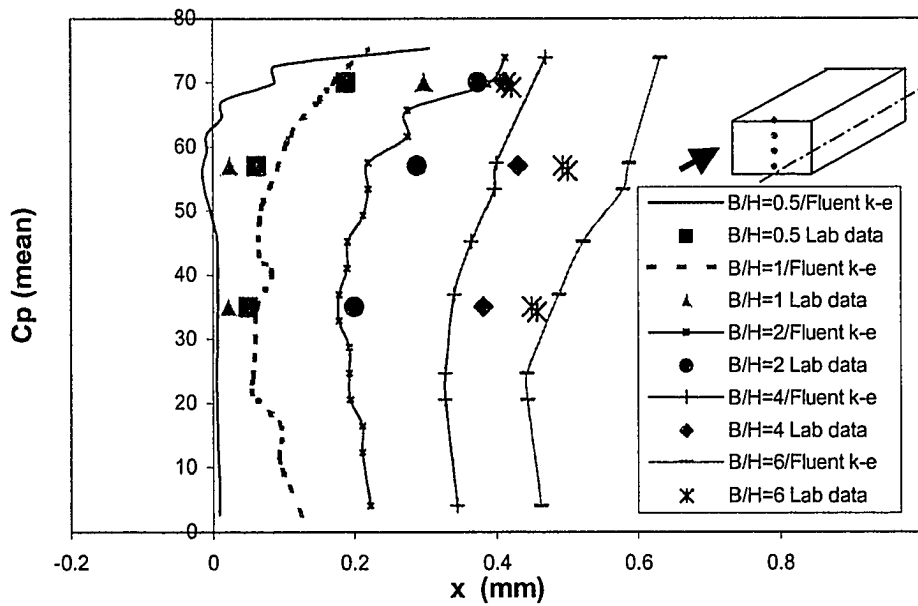 80
70
60
50
40
30
20
10
0
Cp (mean)
-0.2
0
0.2
0.4
0.6
0.8
x (mm)
B/H=0.5/Fluent k-e
B/H=0.5 Lab data
B/H=1/Fluent k-e
B/H=1 Lab data
B/H=2/Fluent k-e
B/H=2 Lab data
B/H=4/Fluent k-e
B/H=4 Lab data
B/H=6/Fluent k-e
B/H=6 Lab data